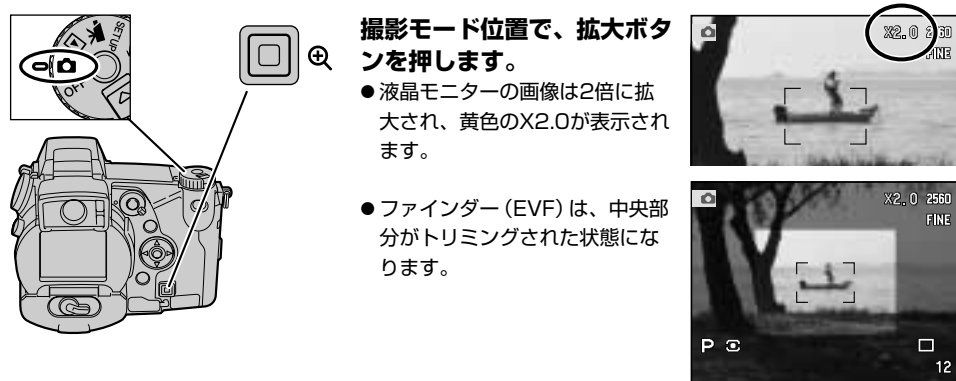 SETUP
OFF
撮影モード位置で、拡大ボタ
ンを押します。
●液晶モニターの画像は2倍に拡
大され、黄色のX2.0が表示され
ます。
●ファインダー(EVF)は、中央部
分がトリミングされた状態にな
ります。
X2.0 2560
FINE
X2.0 2560
FINE
P
12